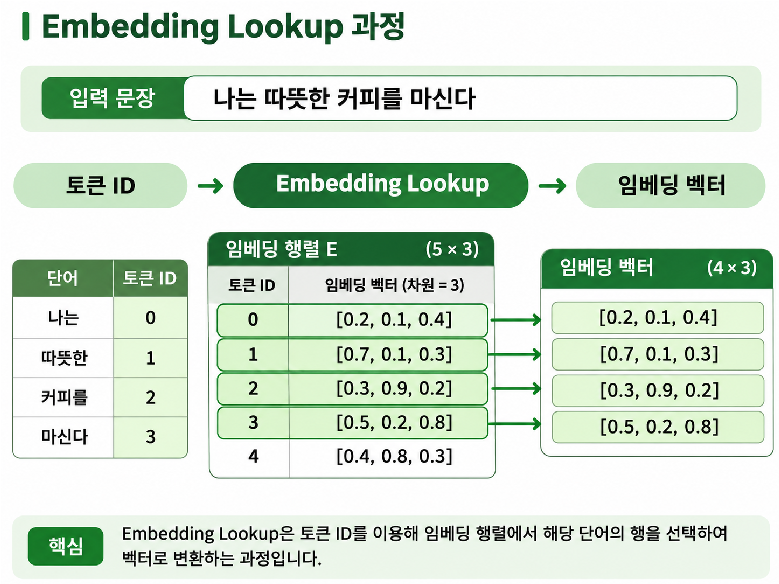 Embedding Lookup 과정
입력 문장 나는 따뜻한 커피를 마신다
토큰 ID → Embedding Lookup → 임베딩 벡터
단어 토큰 ID
나는 0
따뜻한 1
커피를 2
마신다 3
임베딩 행렬 E (5 × 3)
토큰 ID 임베딩 벡터 (차원 = 3)
0 [0.2, 0.1, 0.4]
1 [0.7, 0.1, 0.3]
2 [0.3, 0.9, 0.2]
3 [0.5, 0.2, 0.8]
4 [0.4, 0.8, 0.3]
임베딩 벡터 (4 × 3)
[0.2, 0.1, 0.4]
[0.7, 0.1, 0.3]
[0.3, 0.9, 0.2]
[0.5, 0.2, 0.8]
핵심 Embedding Lookup은 토큰 ID를 이용해 임베딩 행렬에서 해당 단어의 행을 선택하여
벡터로 변환하는 과정입니다.